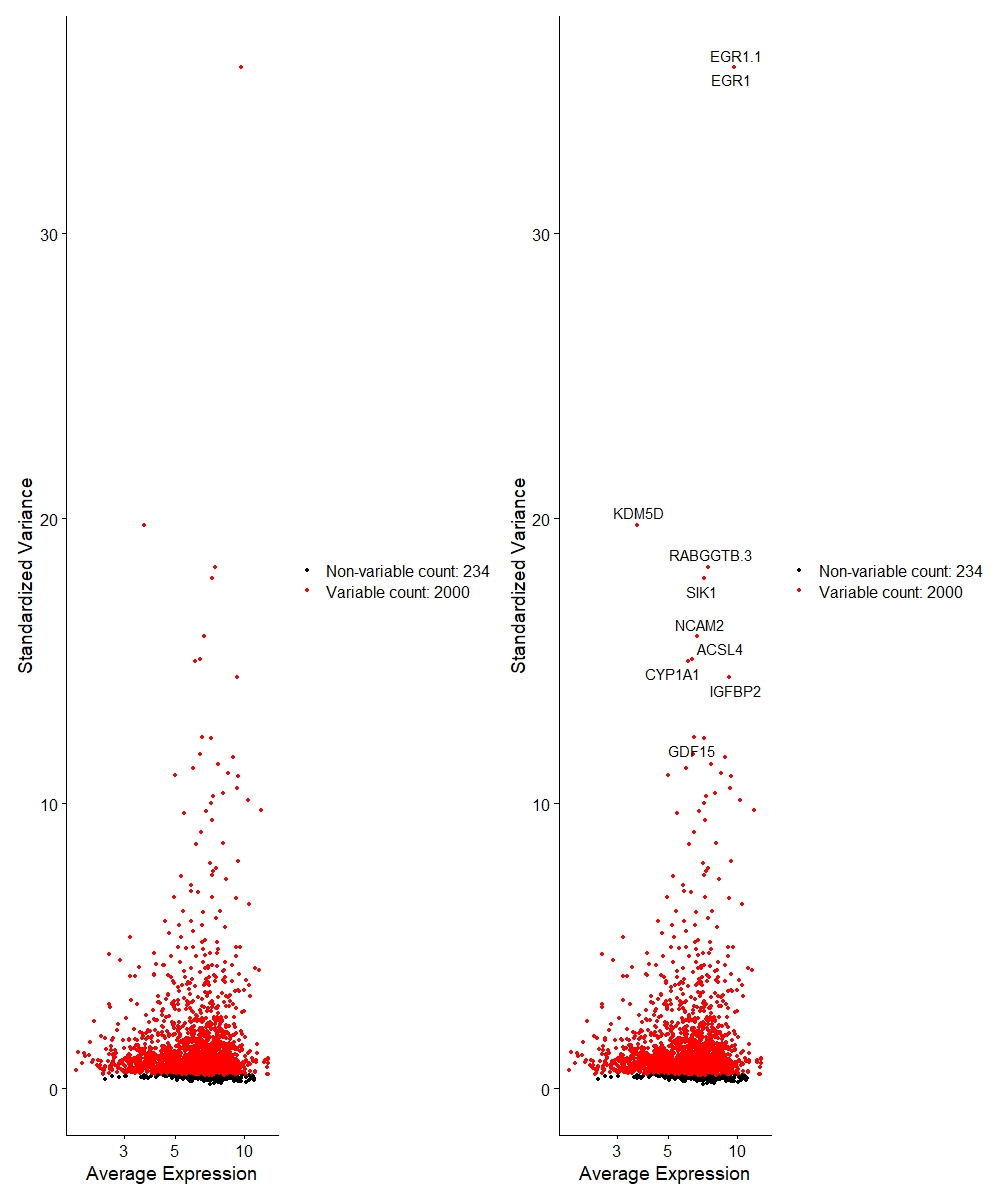 30
20
10
0
Standardized Variance
3 5 10
Average Expression
Non-variable count: 234
Variable count: 2000
EGR1.1
EGR1
30
20
10
0
Standardized Variance
KDM5D
RABGGTB.3
SIK1
NCAM2
ACSL4
CYP1A1
IGFBP2
GDF15
3 5 10
Average Expression
Non-variable count: 234
Variable count: 2000